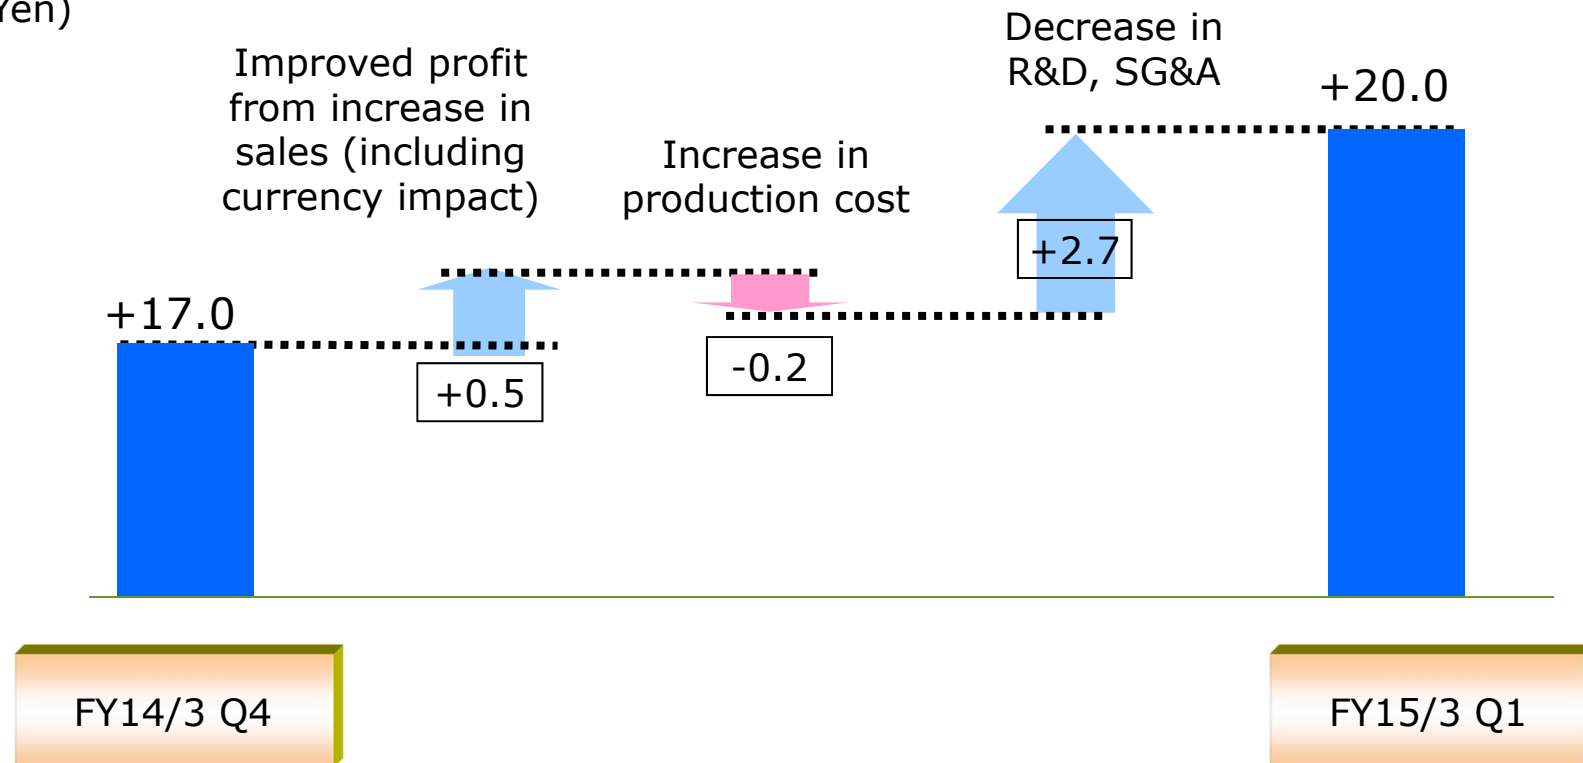 Yen)
Improved profit
from increase in
sales (including
currency impact)
Increase in
production cost
Decrease in
R&D, SG&A
+20.0
+17.0
+0.5
-0.2
+2.7
FY14/3 Q4
FY15/3 Q1